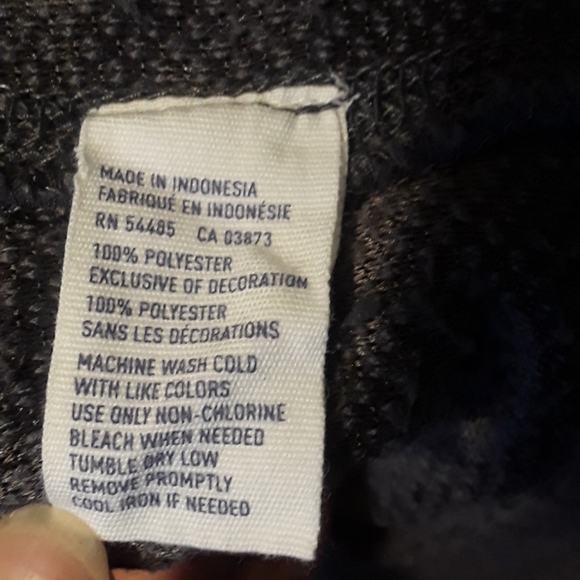 MADE IN INDONESIA
FABRIQUÉ EN INDONÉSIE
RN 54485 CA 03873
100% POLYESTER
EXCLUSIVE OF DECORATION
100% POLYESTER
SANS LES DÉCORATIONS
MACHINE WASH COLD
WITH LIKE COLORS
USE ONLY NON-CHLORINE
BLEACH WHEN NEEDED
TUMBLE DRY LOW
REMOVE PROMPTLY
COOL IRON IF NEEDED